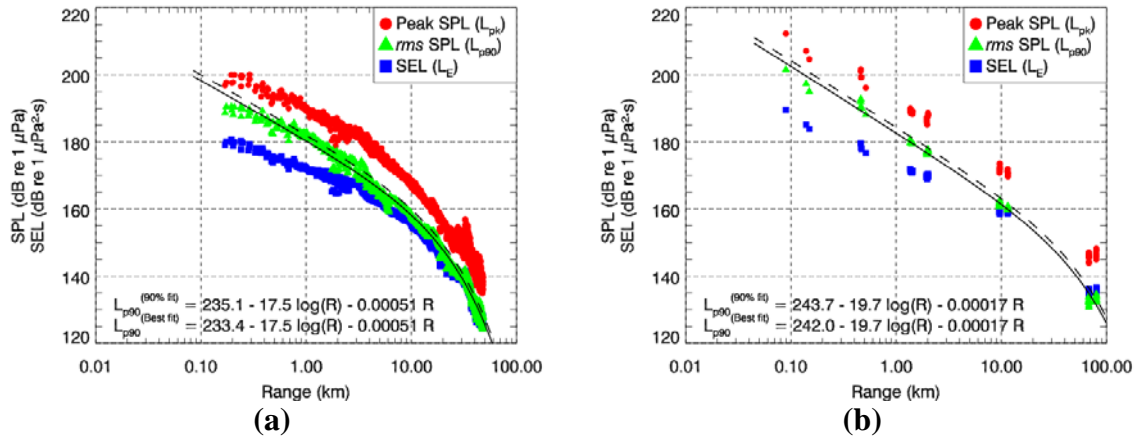 Peak SPL (Lpk)
rms SPL (Lp90)
SEL (LE)
SPL (dB re 1 μPa)
SEL (dB re 1 μPa²·s)
220
200
180
160
140
120
Lp90(90% fit) = 235.1 - 17.5 log(R) - 0.00051 R
Lp90(Best fit) = 233.4 - 17.5 log(R) - 0.00051 R
0.01 0.10 1.00 10.00 100.00
Range (km)
(a)
Peak SPL (Lpk)
rms SPL (Lp90)
SEL (LE)
SPL (dB re 1 μPa)
SEL (dB re 1 μPa²·s)
220
200
180
160
140
120
Lp90(90% fit) = 243.7 - 19.7 log(R) - 0.00017 R
Lp90(Best fit) = 242.0 - 19.7 log(R) - 0.00017 R
0.01 0.10 1.00 10.00 100.00
Range (km)
(b)